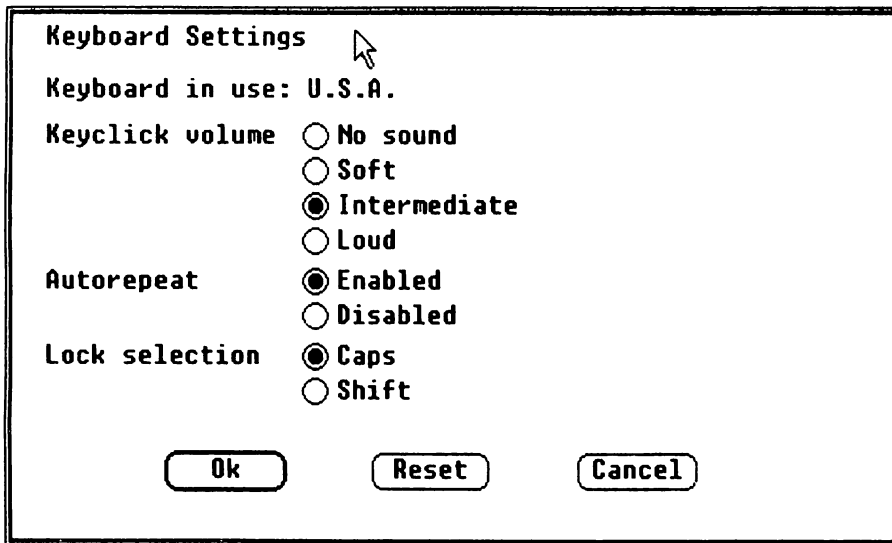 Keyboard Settings
Keyboard in use: U.S.A.
Keyclick volume No sound
Soft
Intermediate
Loud
Autorepeat Enabled
Disabled
Lock selection Caps
Shift
Ok Reset Cancel